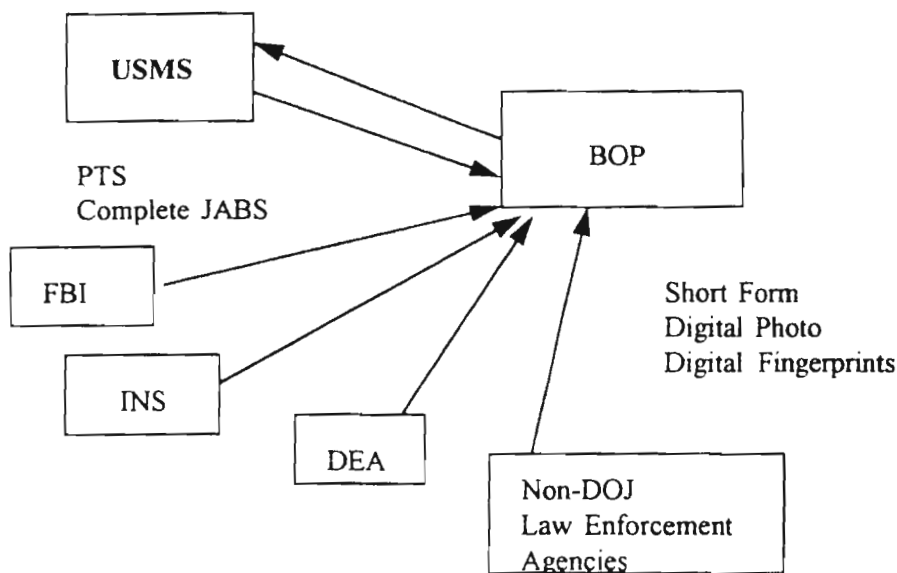 USMS
BOP
PTS
Complete JABS
FBI
Short Form
Digital Photo
Digital Fingerprints
INS
DEA
Non-DOJ
Law Enforcement
Agencies